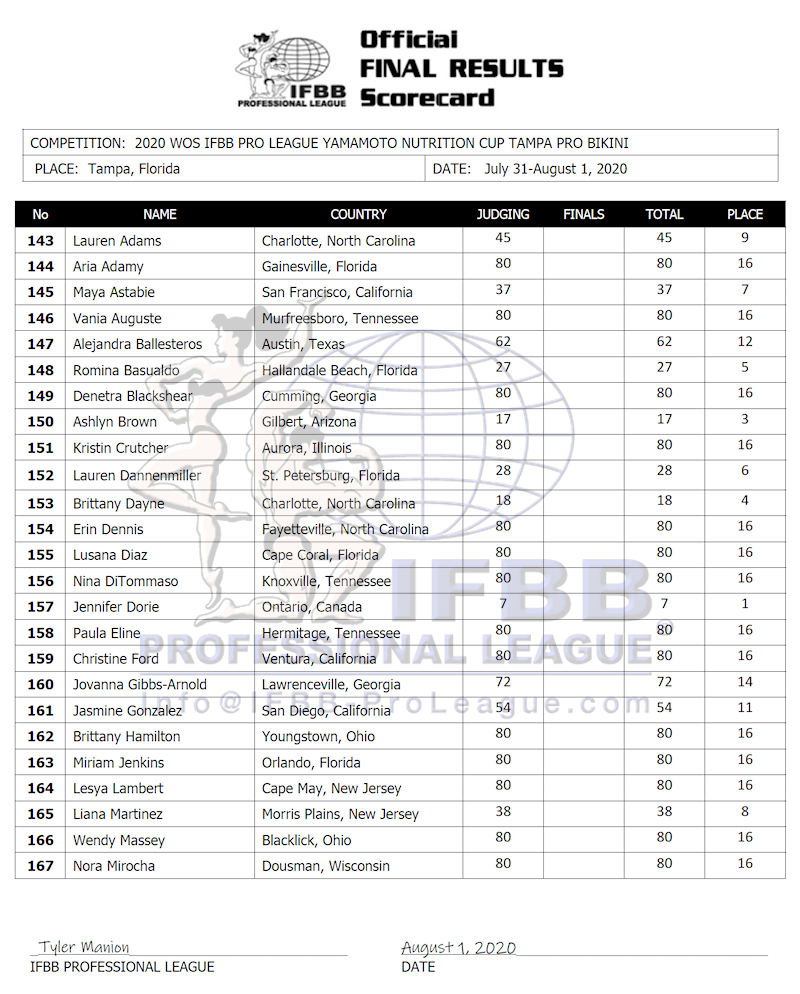 IFBB
PROFESSIONAL LEAGUE
Official
FINAL RESULTS
Scorecard
COMPETITION: 2020 WOS IFBB PRO LEAGUE YAMAMOTO NUTRITION CUP TAMPA PRO BIKINI
PLACE: Tampa, Florida DATE: July 31-August 1, 2020
No NAME COUNTRY JUDGING FINALS TOTAL PLACE
143 Lauren Adams Charlotte, North Carolina 45 45 9
144 Aria Adamy Gainesville, Florida 80 80 16
145 Maya Astabie San Francisco, California 37 37 7
146 Vania Auguste Murfreesboro, Tennessee 80 80 16
147 Alejandra Ballesteros Austin, Texas 62 62 12
148 Romina Basualdo Hallandale Beach, Florida 27 27 5
149 Denetra Blackshear Cumming, Georgia 80 80 16
150 Ashlyn Brown Gilbert, Arizona 17 17 3
151 Kristin Crutcher Aurora, Illinois 80 80 16
152 Lauren Dannenmiller St. Petersburg, Florida 28 28 6
153 Brittany Dayne Charlotte, North Carolina 18 18 4
154 Erin Dennis Fayetteville, North Carolina 80 80 16
155 Lusana Diaz Cape Coral, Florida 80 80 16
156 Nina DiTommaso Knoxville, Tennessee 80 80 16
157 Jennifer Dorie Ontario, Canada 7 7 1
158 Paula Eline Hermitage, Tennessee 80 80 16
159 Christine Ford Ventura, California 80 80 16
160 Jovanna Gibbs-Arnold Lawrenceville, Georgia 72 72 14
161 Jasmine Gonzalez San Diego, California 54 54 11
162 Brittany Hamilton Youngstown, Ohio 80 80 16
163 Miriam Jenkins Orlando, Florida 80 80 16
164 Lesya Lambert Cape May, New Jersey 80 80 16
165 Liana Martinez Morris Plains, New Jersey 38 38 8
166 Wendy Massey Blacklick, Ohio 80 80 16
167 Nora Mirocha Dousman, Wisconsin 80 80 16
IFBB
PROFESSIONAL LEAGUE®
Info@IFBB-ProLeague.com
Tyler Manion August 1, 2020
IFBB PROFESSIONAL LEAGUE DATE